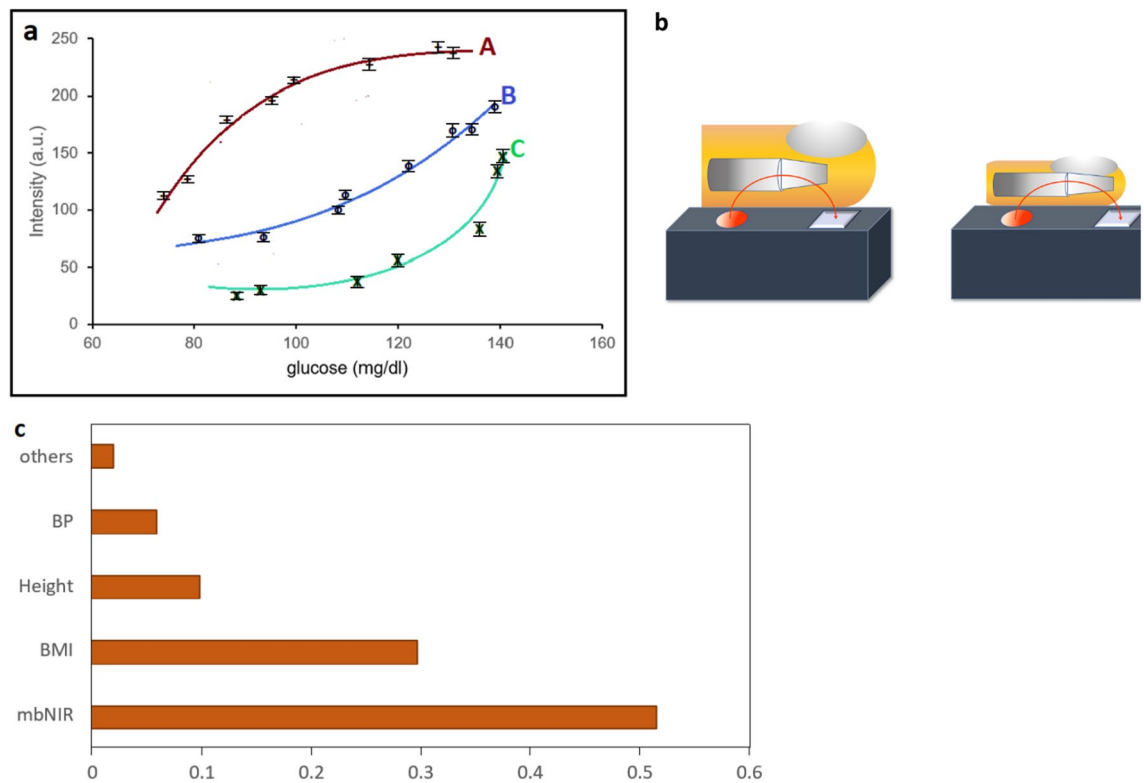 a
250
200
150
100
50
0
Intensity (a.u.)
A
B
C
60 80 100 120 140 160
glucose (mg/dl)
b
c
others
BP
Height
BMI
mbNIR
0 0.1 0.2 0.3 0.4 0.5 0.6